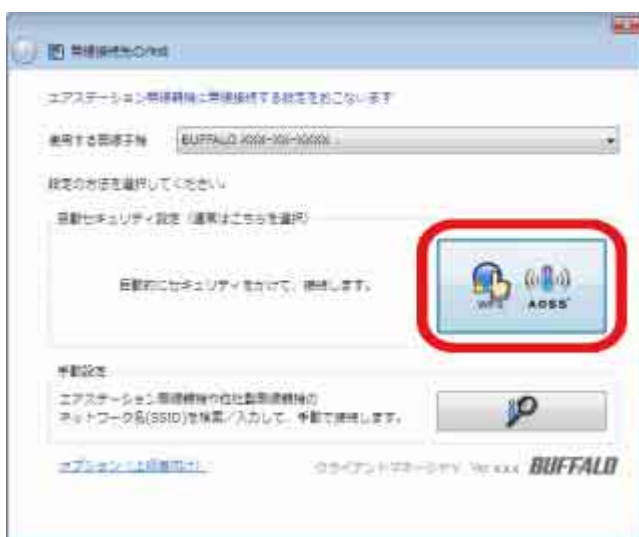 無線接続先の作成
エアステーション無線親機に無線接続する設定をおこないます
使用する無線子機 BUFFALO XXX-XX-XXXX
設定の方法を選択してください。
自動セキュリティ設定（通常はこちらを選択）
自動的にセキュリティをかけて、接続します。
WPS AOSS
手動設定
エアステーション無線親機や他社製無線親機の
ネットワーク名(SSID)を検索/入力して、手動で接続します。
オプション（上級者向け）
クライアントマネージャV Ver.x.x.x BUFFALO